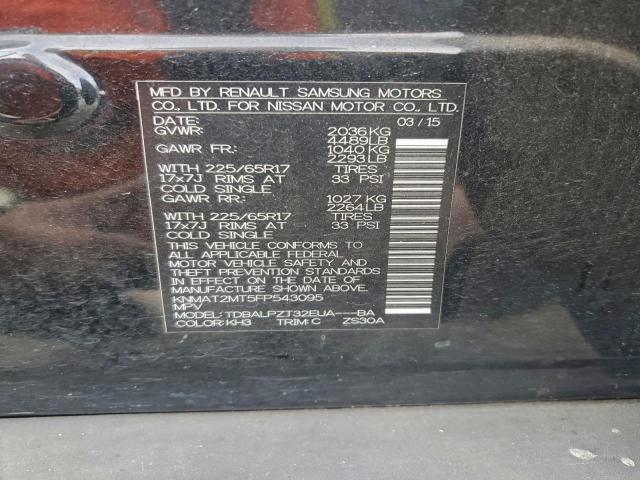 MFD BY RENAULT SAMSUNG MOTORS
CO., LTD. FOR NISSAN MOTOR CO., LTD.
DATE: 03/15
GVWR: 2036KG
4489LB
GAWR FR: 1040KG
2293LB
WITH 225/65R17 TIRES
17x7J RIMS AT 33 PSI
COLD SINGLE
GAWR RR: 1027 KG
2264LB
WITH 225/65R17 TIRES
17x7J RIMS AT 33 PSI
COLD SINGLE
THIS VEHICLE CONFORMS TO
ALL APPLICABLE FEDERAL
MOTOR VEHICLE SAFETY AND
THEFT PREVENTION STANDARDS
IN EFFECT ON THE DATE OF
MANUFACTURE SHOWN ABOVE.
KNMAT2MT5FP543095
MPV
MODEL: TDBALPZT32EUA---BA
COLOR: KH3 TRIM: C ZS30A